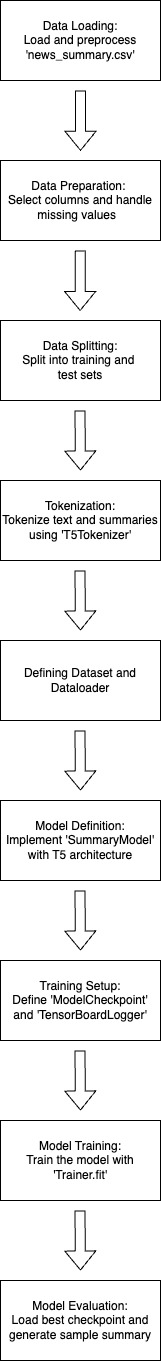 Data Loading:
Load and preprocess
'news_summary.csv'
Data Preparation:
Select columns and handle
missing values
Data Splitting:
Split into training and
test sets
Tokenization:
Tokenize text and summaries
using 'T5Tokenizer'
Defining Dataset and
Dataloader
Model Definition:
Implement 'SummaryModel'
with T5 architecture
Training Setup:
Define 'ModelCheckpoint'
and 'TensorBoardLogger'
Model Training:
Train the model with
'Trainer.fit'
Model Evaluation:
Load best checkpoint and
generate sample summary